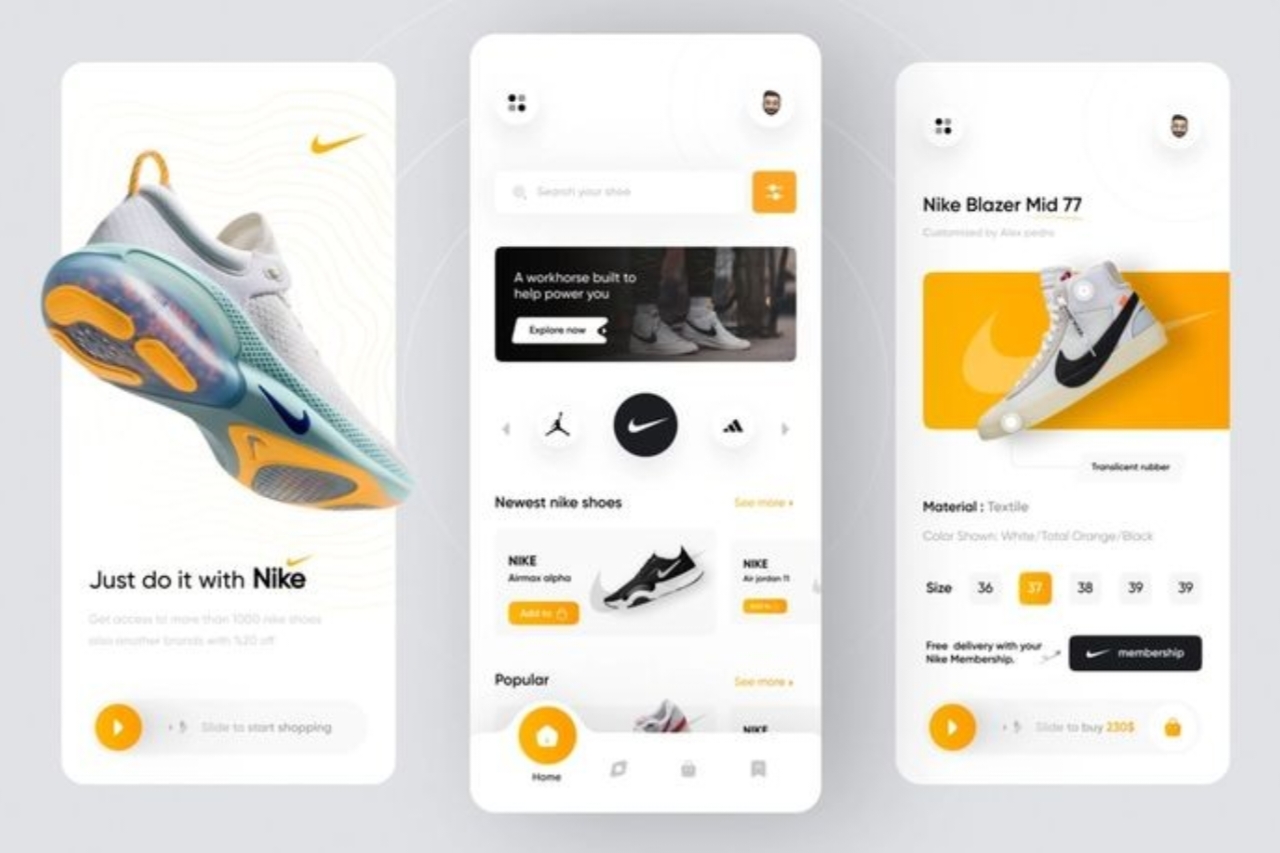 Just do it with Nike
Get access to more than 1000 nike shoes
also another brands with %20 off
Slide to start shopping
Search your shoe
A workhorse built to
help power you
Explore now
Newest nike shoes
See more
NIKE
Airmax alpha
Add to
NIKE
Air jordan 11
Add to
Popular
See more
NIKE
Home
Nike Blazer Mid 77
Customized by Alex pedro
Translicent rubber
Material : Textile
Color Shown: White/Total Orange/Black
Size 36 37 38 39 39
Free delivery with your
Nike Membership.
membership
Slide to buy 230$